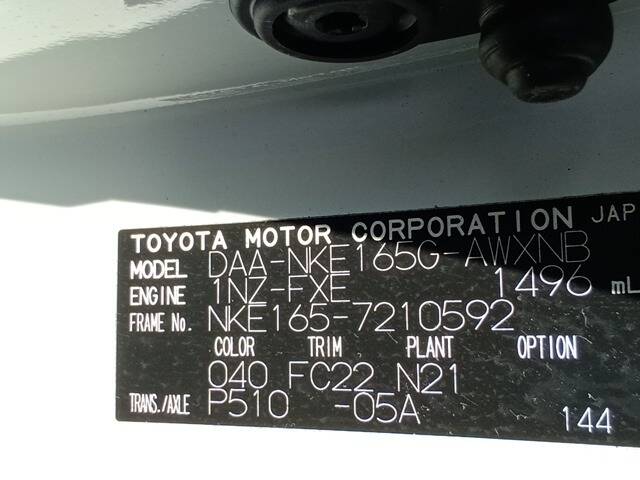 TOYOTA MOTOR CORPORATION JAP
MODEL DAA-NKE165G-AWXNB
ENGINE 1NZ-FXE 1496 mL
FRAME No. NKE165-7210592
COLOR TRIM PLANT OPTION
040 FC22 N21
TRANS./AXLE P510 -05A 144